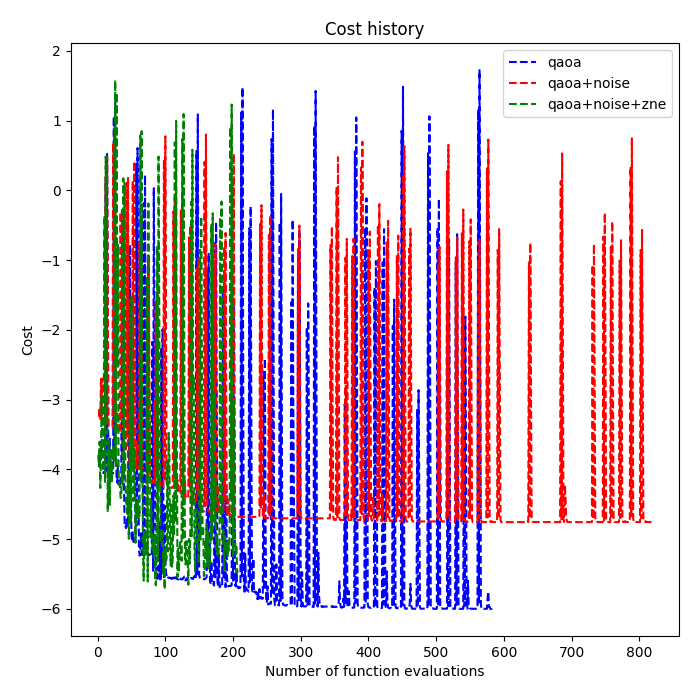 Cost history
qaoa
qaoa+noise
qaoa+noise+zne
Cost
2
1
0
−1
−2
−3
−4
−5
−6
0 100 200 300 400 500 600 700 800
Number of function evaluations